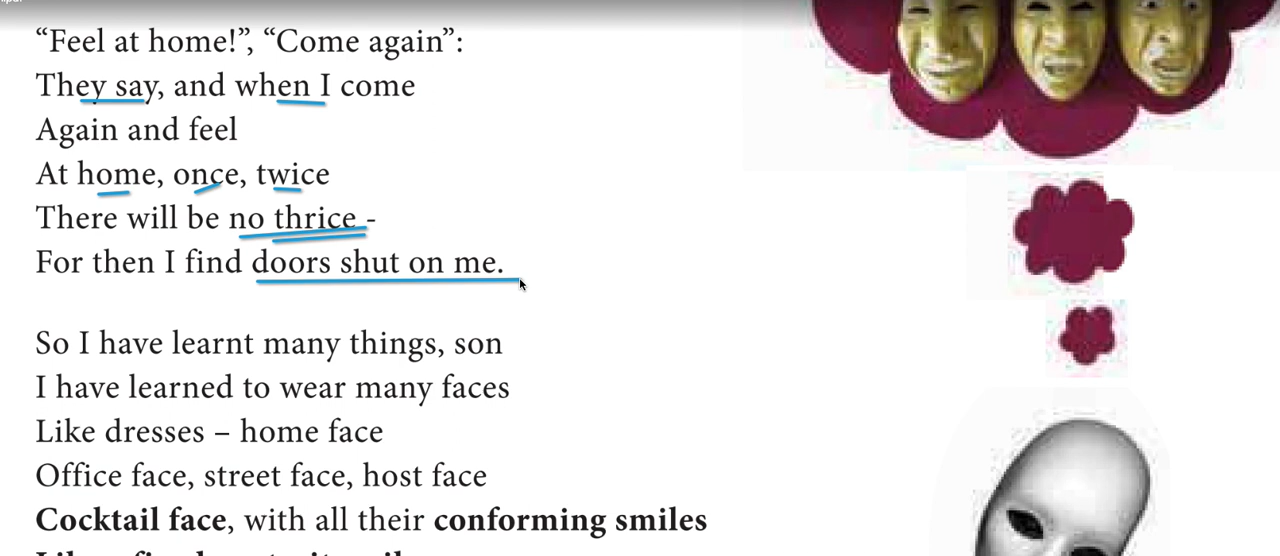 “Feel at home!”, “Come again”:
They say, and when I come
Again and feel
At home, once, twice
There will be no thrice -
For then I find doors shut on me.
So I have learnt many things, son
I have learned to wear many faces
Like dresses – home face
Office face, street face, host face
Cocktail face, with all their conforming smiles